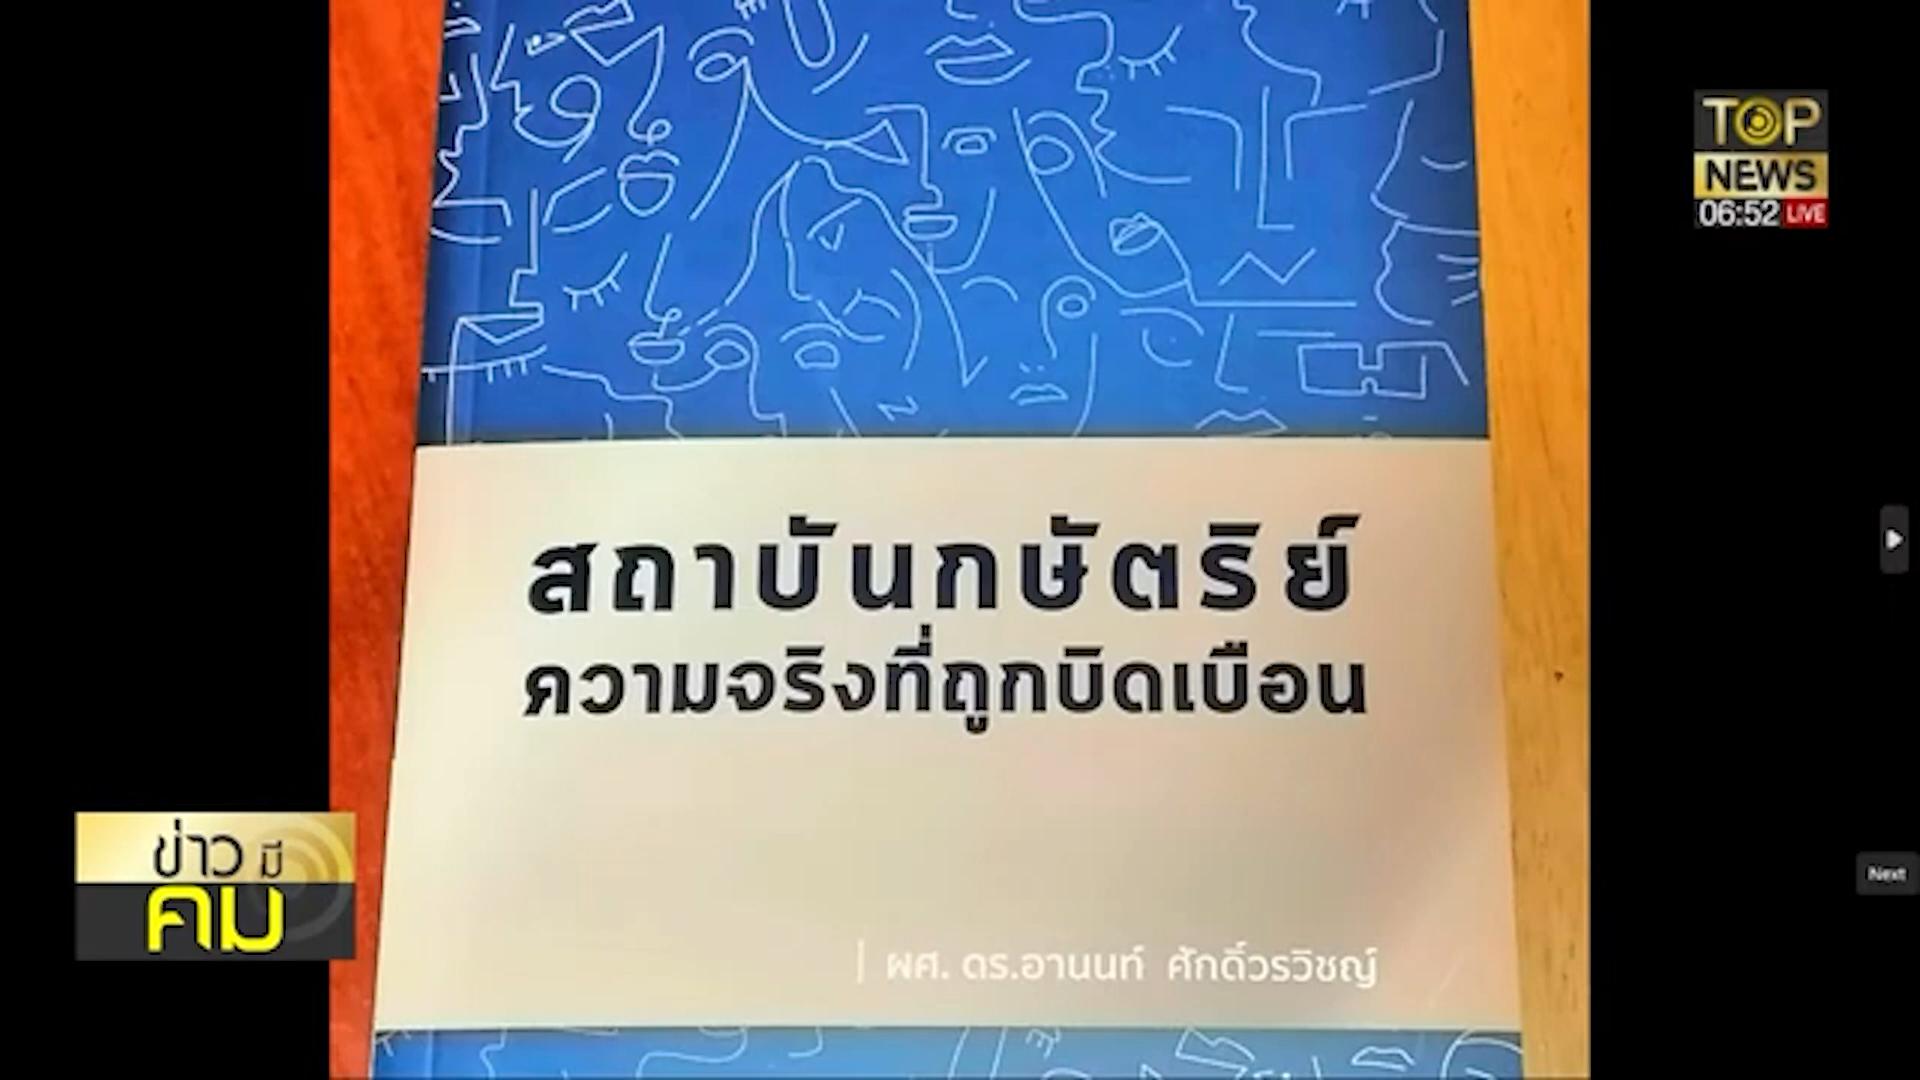 TOP
NEWS
06:52 LIVE
สถาบันกษัตริย์
ความจริงที่ถูกบิดเบือน
ผศ. ดร.อานนท์ ศักดิ์วรวิชญ์
ข่าว มี
คม
Next